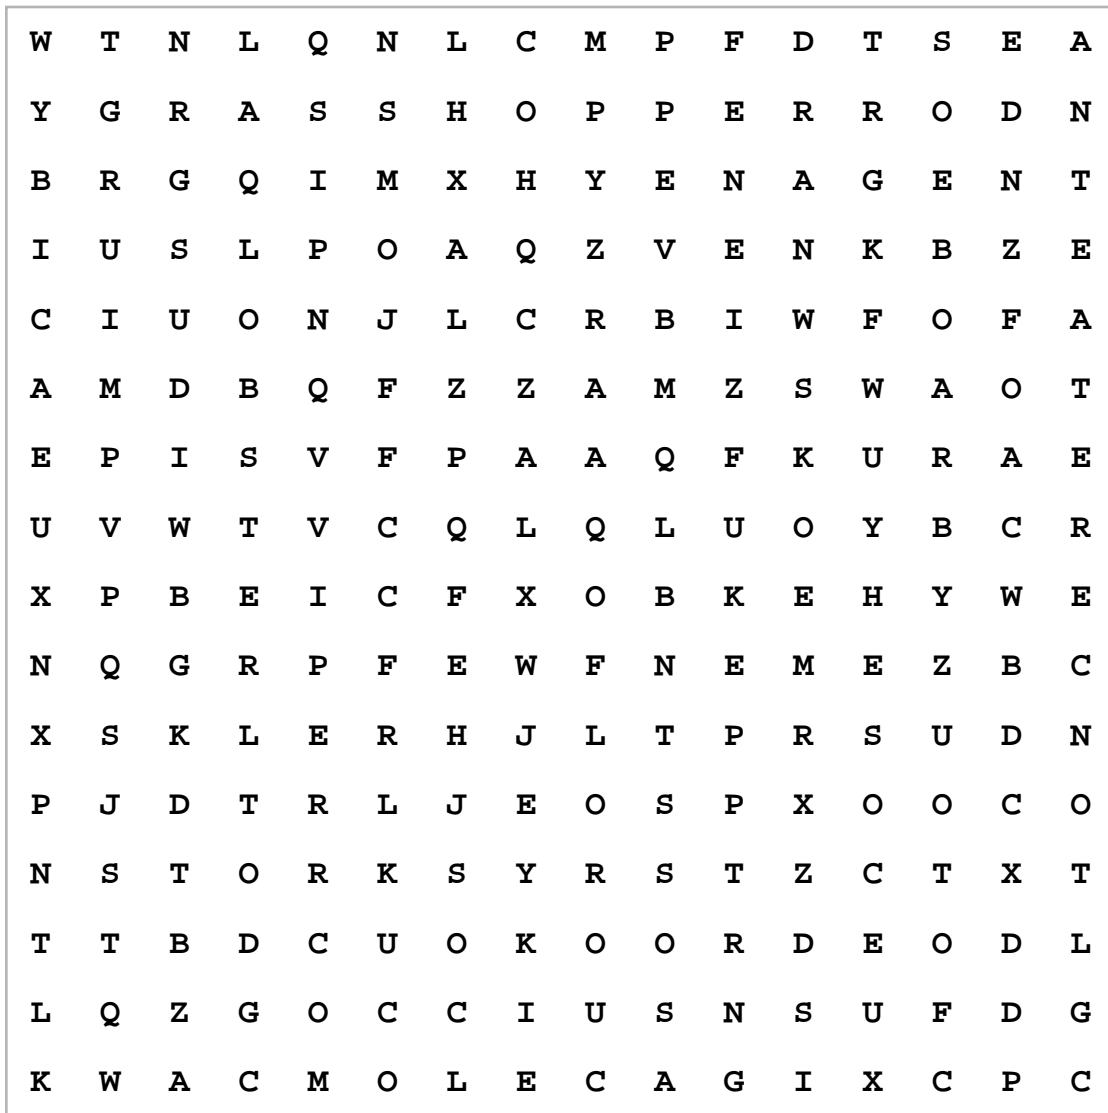 W T N L Q N L C M P F D T S E A
Y G R A S S H O P P E R R O D N
B R G Q I M X H Y E N A G E N T
I U S L P O A Q Z V E N K B Z E
C I U O N J L C R B I W F O F A
A M D B Q F Z Z A M Z S W A O T
E P I S V F P A A Q F K U R A E
U V W T V C Q L Q L U O Y B C R
X P B E I C F X O B K E H Y W E
N Q G R P F E W F N E M E Z B C
X S K L E R H J L T P R S U D N
P J D T R L J E O S P X O O C O
N S T O R K S Y R S T Z C T X T
T T B D C U O K O O R D E O D L
L Q Z G O C C I U S N S U F D G
K W A C M O L E C A G I X C P C